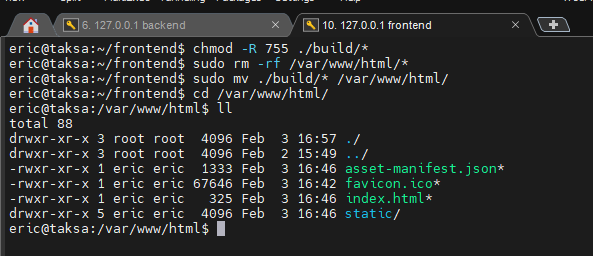 6. 127.0.0.1 backend
10. 127.0.0.1 frontend
eric@taksa:~/frontend$ chmod -R 755 ./build/*
eric@taksa:~/frontend$ sudo rm -rf /var/www/html/*
eric@taksa:~/frontend$ sudo mv ./build/* /var/www/html/
eric@taksa:~/frontend$ cd /var/www/html/
eric@taksa:/var/www/html$ ll
total 88
drwxr-xr-x 3 root root  4096 Feb  3 16:57 ./
drwxr-xr-x 3 root root  4096 Feb  2 15:49 ../
-rwxr-xr-x 1 eric eric  1333 Feb  3 16:46 asset-manifest.json*
-rwxr-xr-x 1 eric eric 67646 Feb  3 16:42 favicon.ico*
-rwxr-xr-x 1 eric eric   325 Feb  3 16:46 index.html*
drwxr-xr-x 5 eric eric  4096 Feb  3 16:46 static/
eric@taksa:/var/www/html$